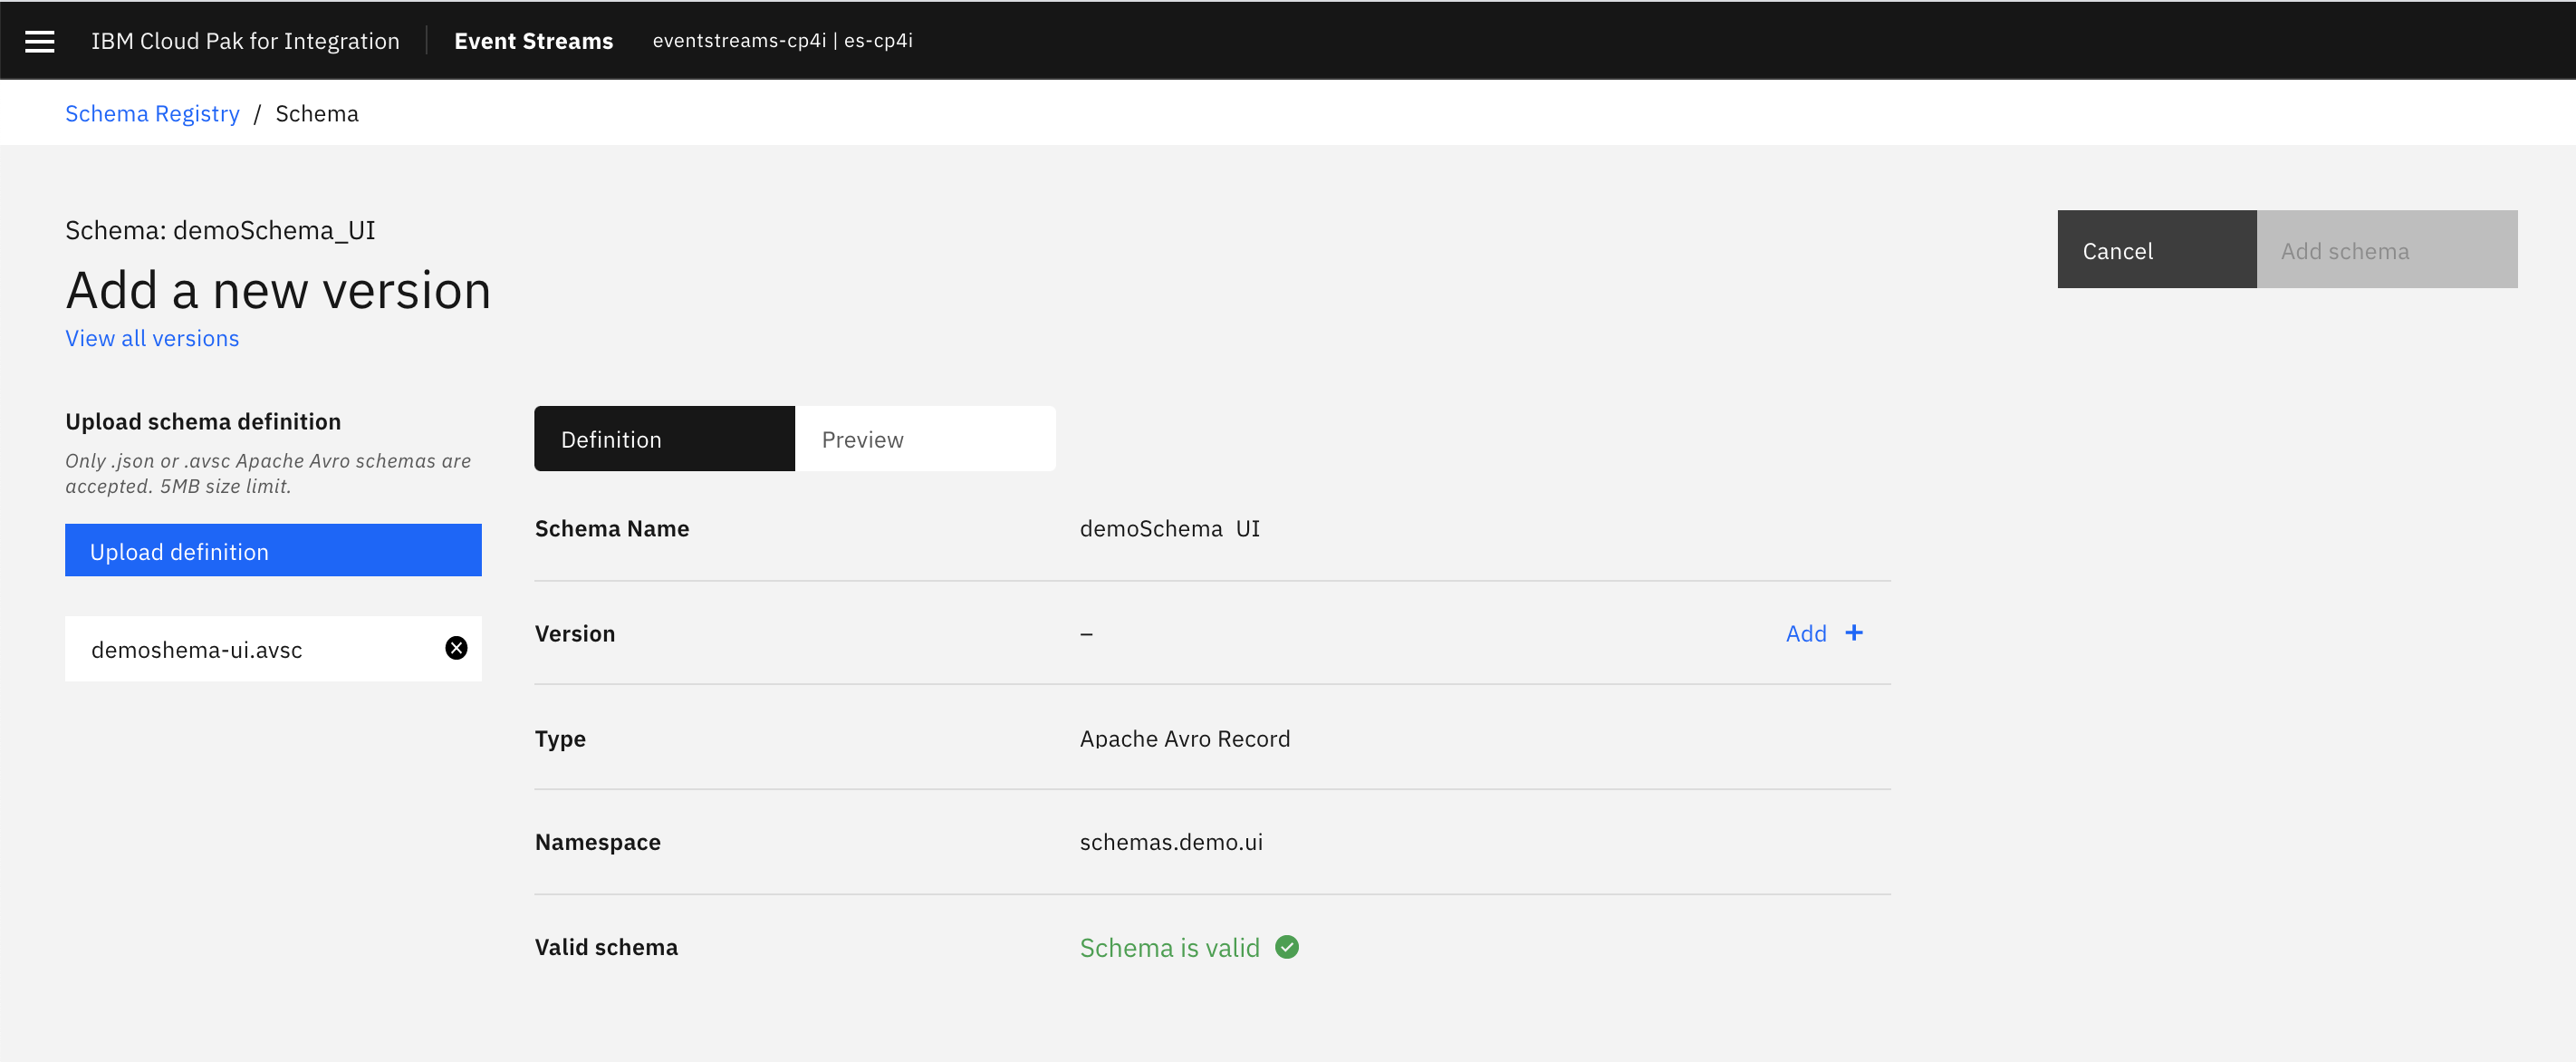 IBM Cloud Pak for Integration Event Streams eventstreams-cp4i | es-cp4i
Schema Registry / Schema
Schema: demoSchema_UI
Add a new version
View all versions
Cancel
Add schema
Upload schema definition
Only .json or .avsc Apache Avro schemas are
accepted. 5MB size limit.
Upload definition
demoshema-ui.avsc
Definition
Preview
Schema Name demoSchema UI
Version – Add +
Type Apache Avro Record
Namespace schemas.demo.ui
Valid schema Schema is valid